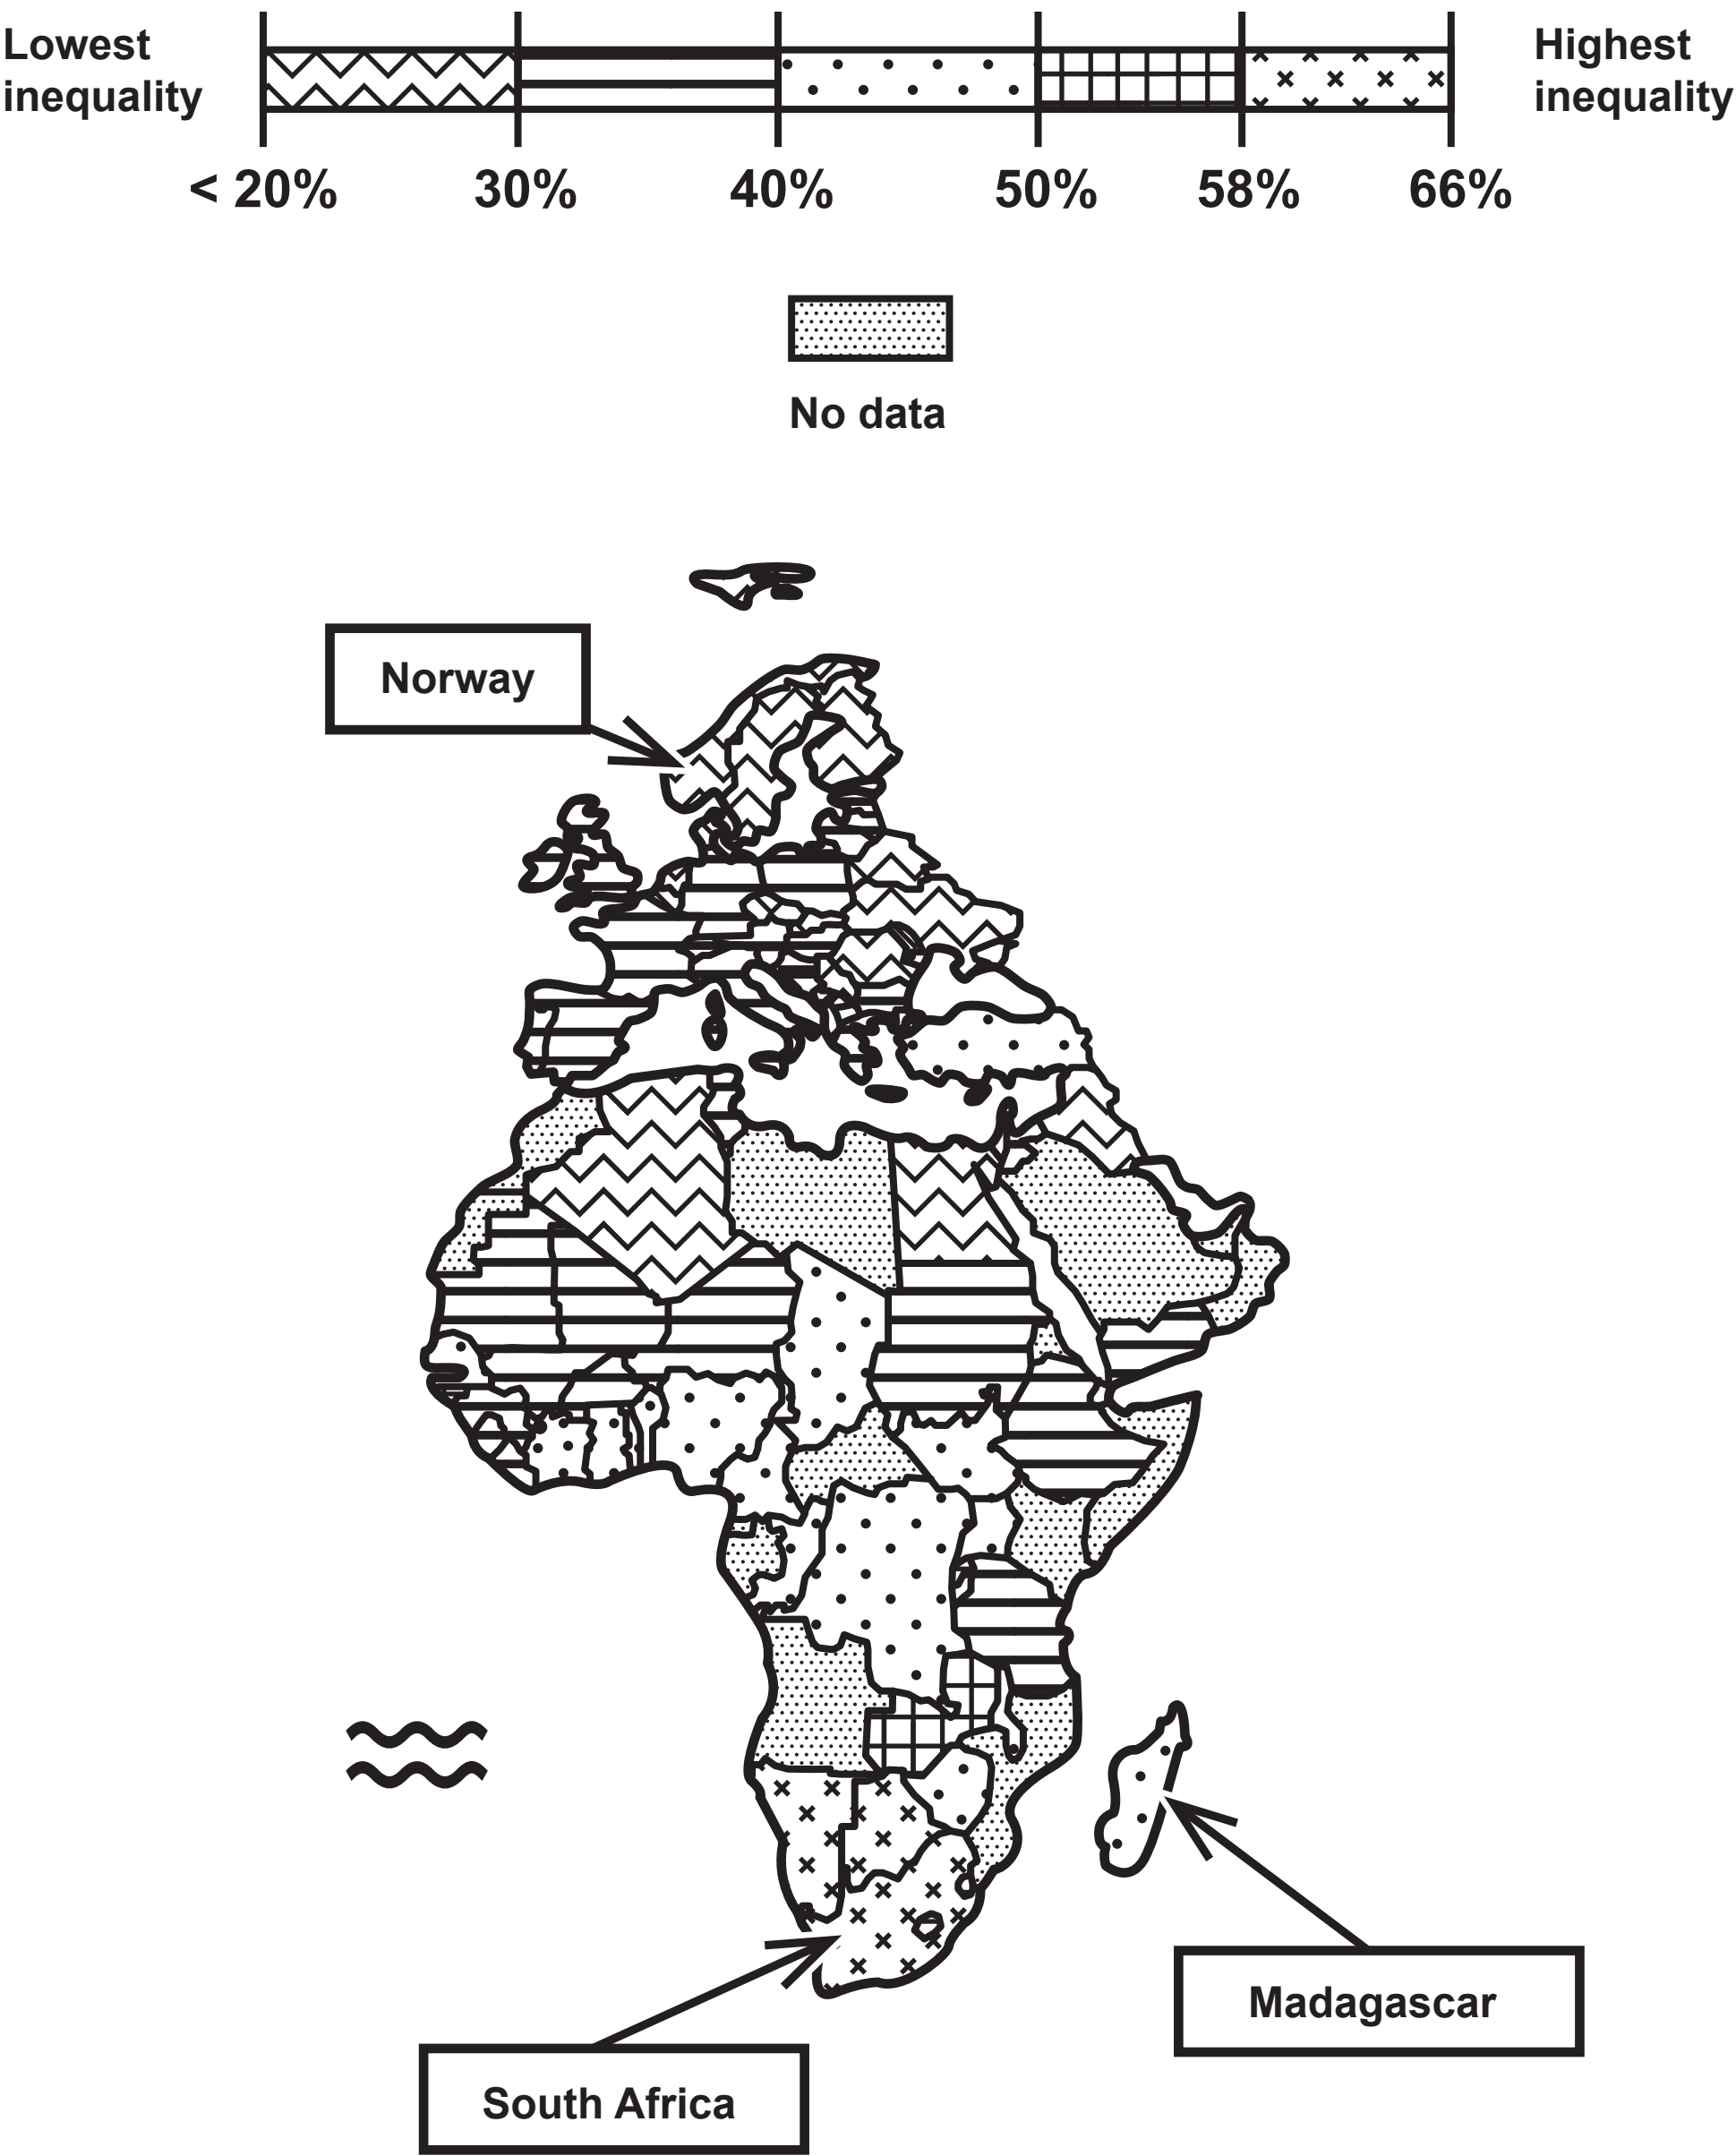 Lowest
inequality
Highest
inequality
< 20%
30%
40%
50%
58%
66%
No data
Norway
Madagascar
South Africa